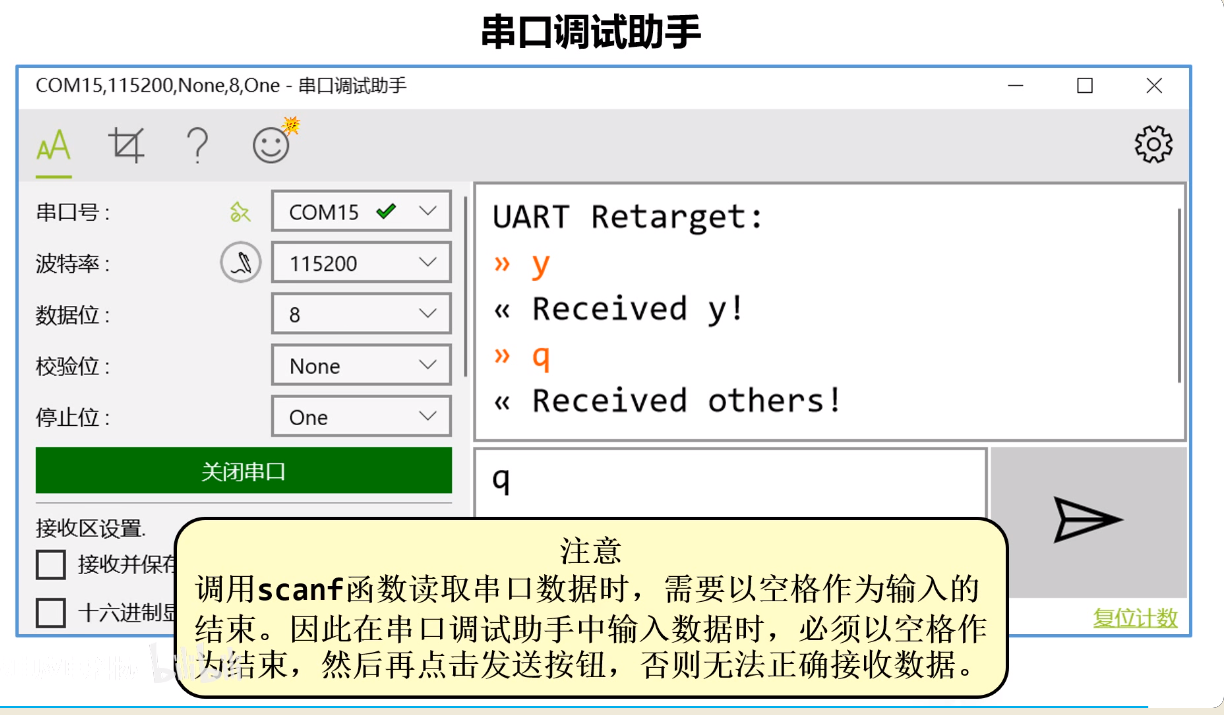 串口调试助手
COM15,115200,None,8,One - 串口调试助手
AA
串口号: COM15
波特率: 115200
数据位: 8
校验位: None
停止位: One
关闭串口
接收区设置.
接收并保存
十六进制显
UART Retarget:
» y
« Received y!
» q
« Received others!
q
复位计数
注意
调用scanf函数读取串口数据时，需要以空格作为输入的
结束。因此在串口调试助手中输入数据时，必须以空格作
为结束，然后再点击发送按钮，否则无法正确接收数据。
bilibili